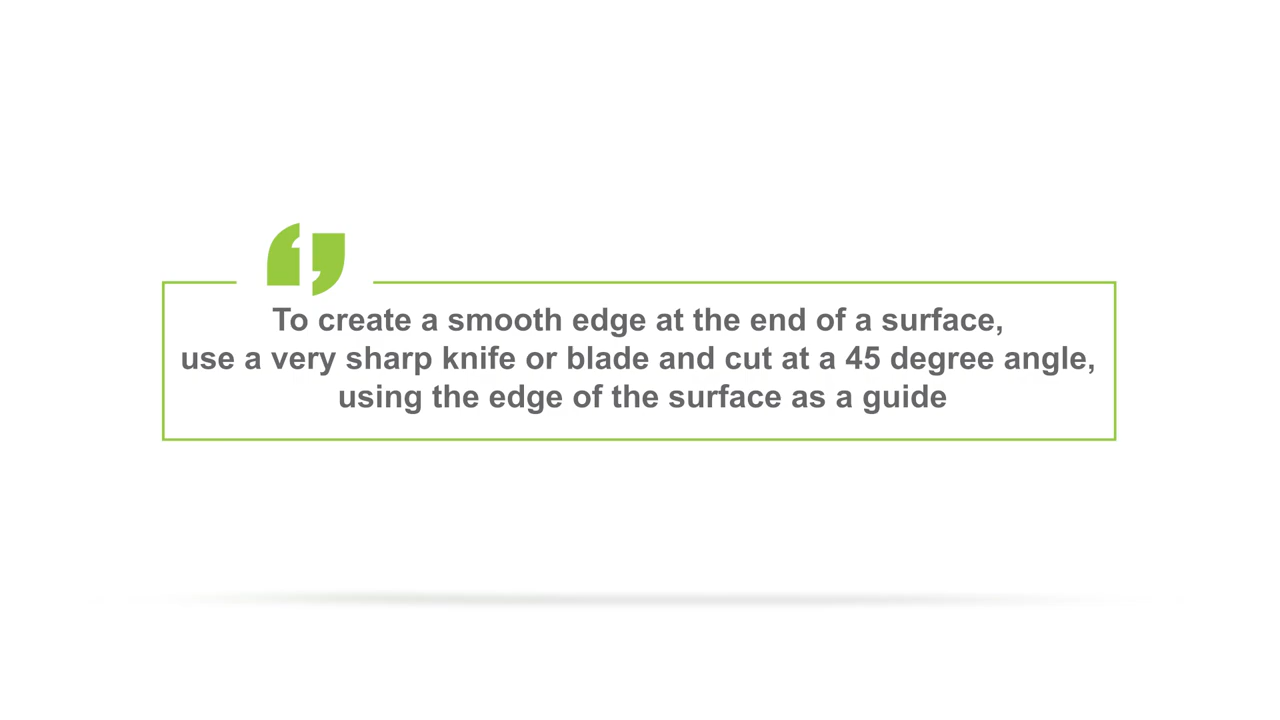 To create a smooth edge at the end of a surface,
use a very sharp knife or blade and cut at a 45 degree angle,
using the edge of the surface as a guide